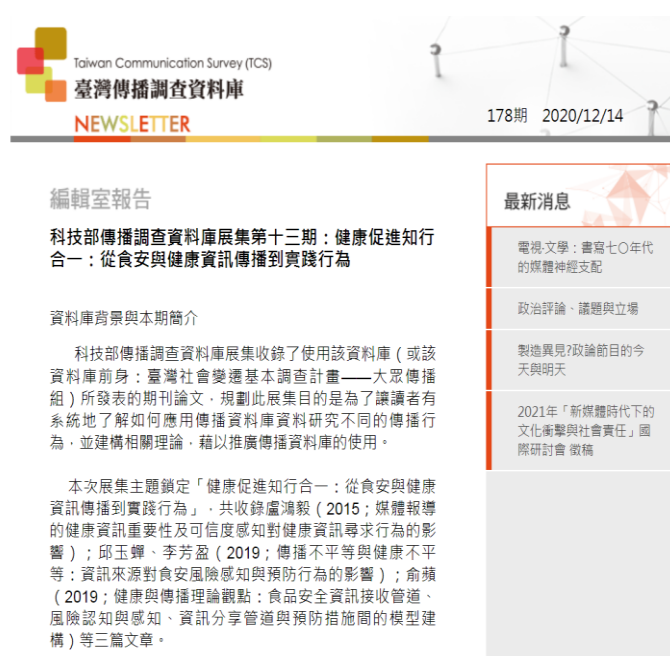 Taiwan Communication Survey (TCS)
臺灣傳播調查資料庫
NEWSLETTER
178期 2020/12/14
編輯室報告
科技部傳播調查資料庫展集第十三期：健康促進知行
合一：從食安與健康資訊傳播到實踐行為
資料庫背景與本期簡介
科技部傳播調查資料庫展集收錄了使用該資料庫（或該
資料庫前身：臺灣社會變遷基本調查計畫——大眾傳播
組）所發表的期刊論文，規劃此展集目的是為了讓讀者有
系統地了解如何應用傳播資料庫資料研究不同的傳播行
為，並建構相關理論，藉以推廣傳播資料庫的使用。
本次展集主題鎖定「健康促進知行合一：從食安與健康
資訊傳播到實踐行為」，共收錄盧鴻毅（2015；媒體報導
的健康資訊重要性及可信度感知對健康資訊尋求行為的影
響）；邱玉蟬、李芳盈（2019；傳播不平等與健康不平
等：資訊來源對食安風險感知與預防行為的影響）；俞蘋
（2019；健康與傳播理論觀點：食品安全資訊接收管道、
風險認知與感知、資訊分享管道與預防措施間的模型建
構）等三篇文章。
最新消息
電視·文學：書寫七〇年代
的媒體神經支配
政治評論、議題與立場
製造異見?政論節目的今
天與明天
2021年「新媒體時代下的
文化衝擊與社會責任」國
際研討會 徵稿